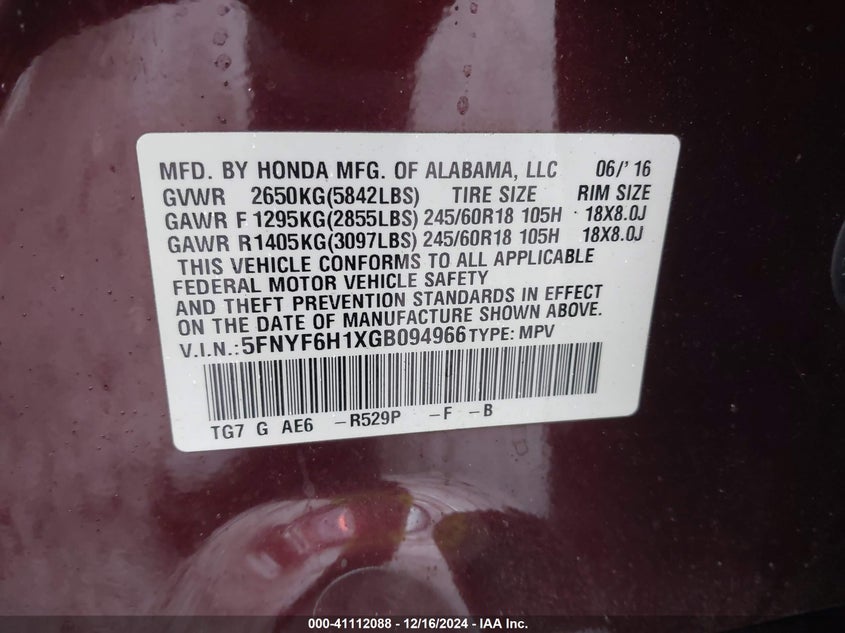 MFD. BY HONDA MFG. OF ALABAMA, LLC 06/'16
GVWR 2650KG(5842LBS) TIRE SIZE RIM SIZE
GAWR F 1295KG(2855LBS) 245/60R18 105H 18X8.0J
GAWR R1405KG(3097LBS) 245/60R18 105H 18X8.0J
THIS VEHICLE CONFORMS TO ALL APPLICABLE
FEDERAL MOTOR VEHICLE SAFETY
AND THEFT PREVENTION STANDARDS IN EFFECT
ON THE DATE OF MANUFACTURE SHOWN ABOVE.
V.I.N.: 5FNYF6H1XGB094966 TYPE: MPV
TG7 G AE6 -R529P -F -B
000-41112088 - 12/16/2024 - IAA Inc.